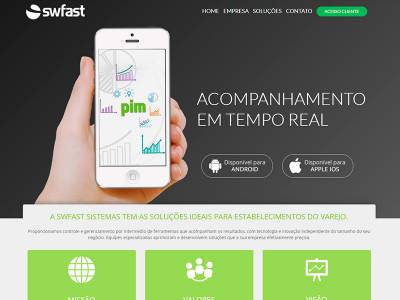 swfast
HOME EMPRESA SOLUÇÕES CONTATO ACESSO CLIENTE
pim
ACOMPANHAMENTO
EM TEMPO REAL
Disponível para
ANDROID
Disponível para
APPLE IOS
A SWFAST SISTEMAS TEM AS SOLUÇÕES IDEAIS PARA ESTABELECIMENTOS DO VAREJO.
Proporcionamos controle e gerenciamento por intermédio de ferramentas que acompanham os resultados, com tecnologia e inovação independente do tamanho do seu
negócio. Equipes especializadas aprimoram e desenvolvem soluções que a sua empresa efetivamente precisa.
MISSÃO
VALORES
VISÃO